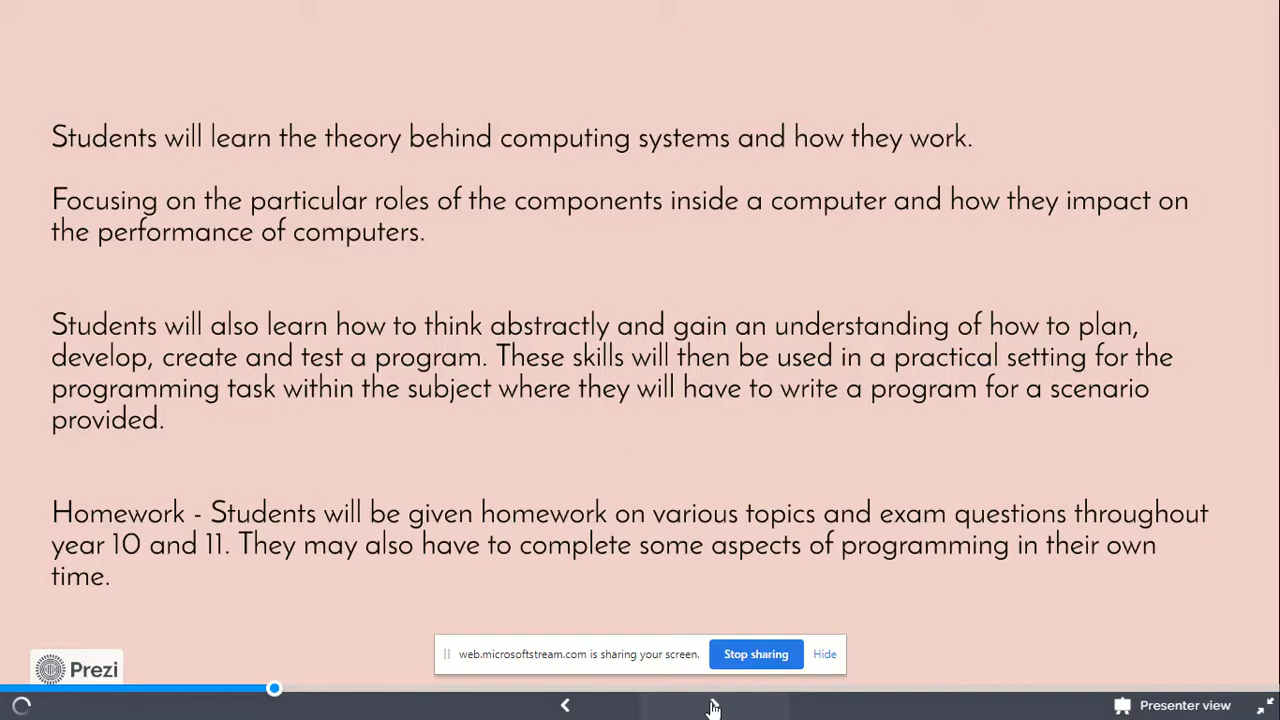 Students will learn the theory behind computing systems and how they work.
Focusing on the particular roles of the components inside a computer and how they impact on
the performance of computers.
Students will also learn how to think abstractly and gain an understanding of how to plan,
develop, create and test a program. These skills will then be used in a practical setting for the
programming task within the subject where they will have to write a program for a scenario
provided.
Homework - Students will be given homework on various topics and exam questions throughout
year 10 and 11. They may also have to complete some aspects of programming in their own
time.
web.microsoftstream.com is sharing your screen. Stop sharing Hide
Prezi
Presenter view